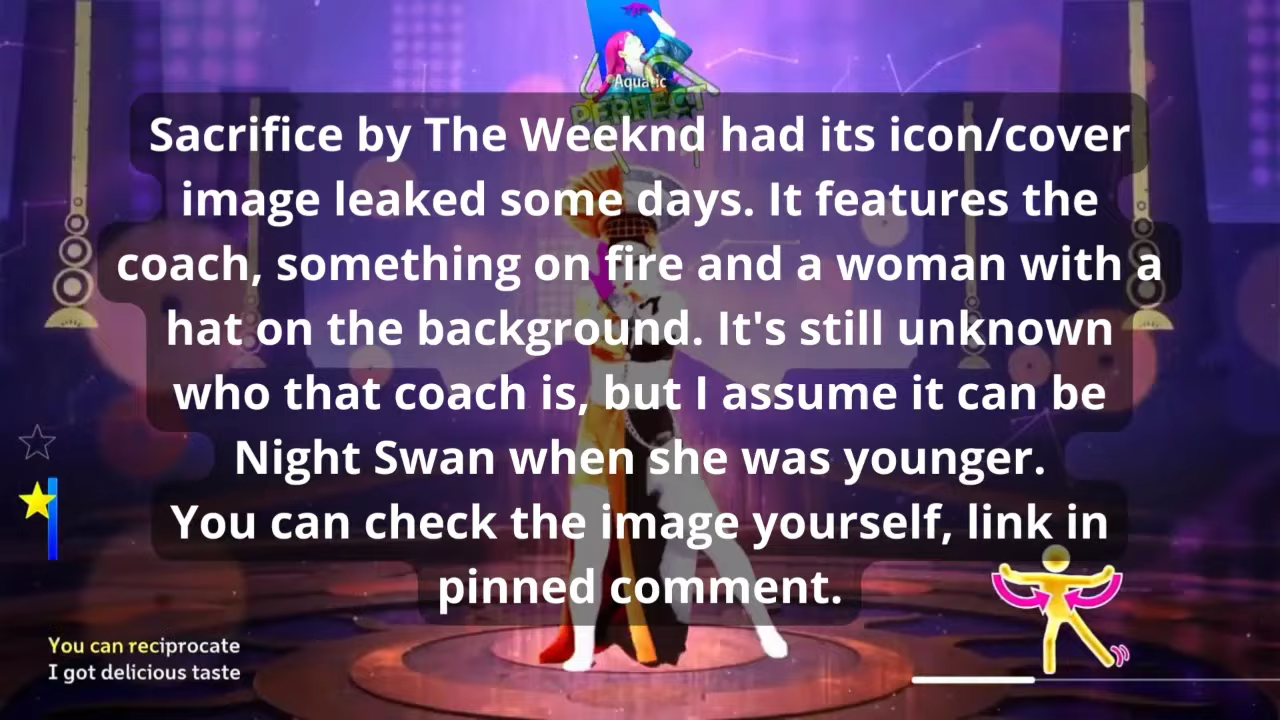 Aquatic
PERFECT
Sacrifice by The Weeknd had its icon/cover
image leaked some days. It features the
coach, something on fire and a woman with a
hat on the background. It's still unknown
who that coach is, but I assume it can be
Night Swan when she was younger.
You can check the image yourself, link in
pinned comment.
You can reciprocate
I got delicious taste